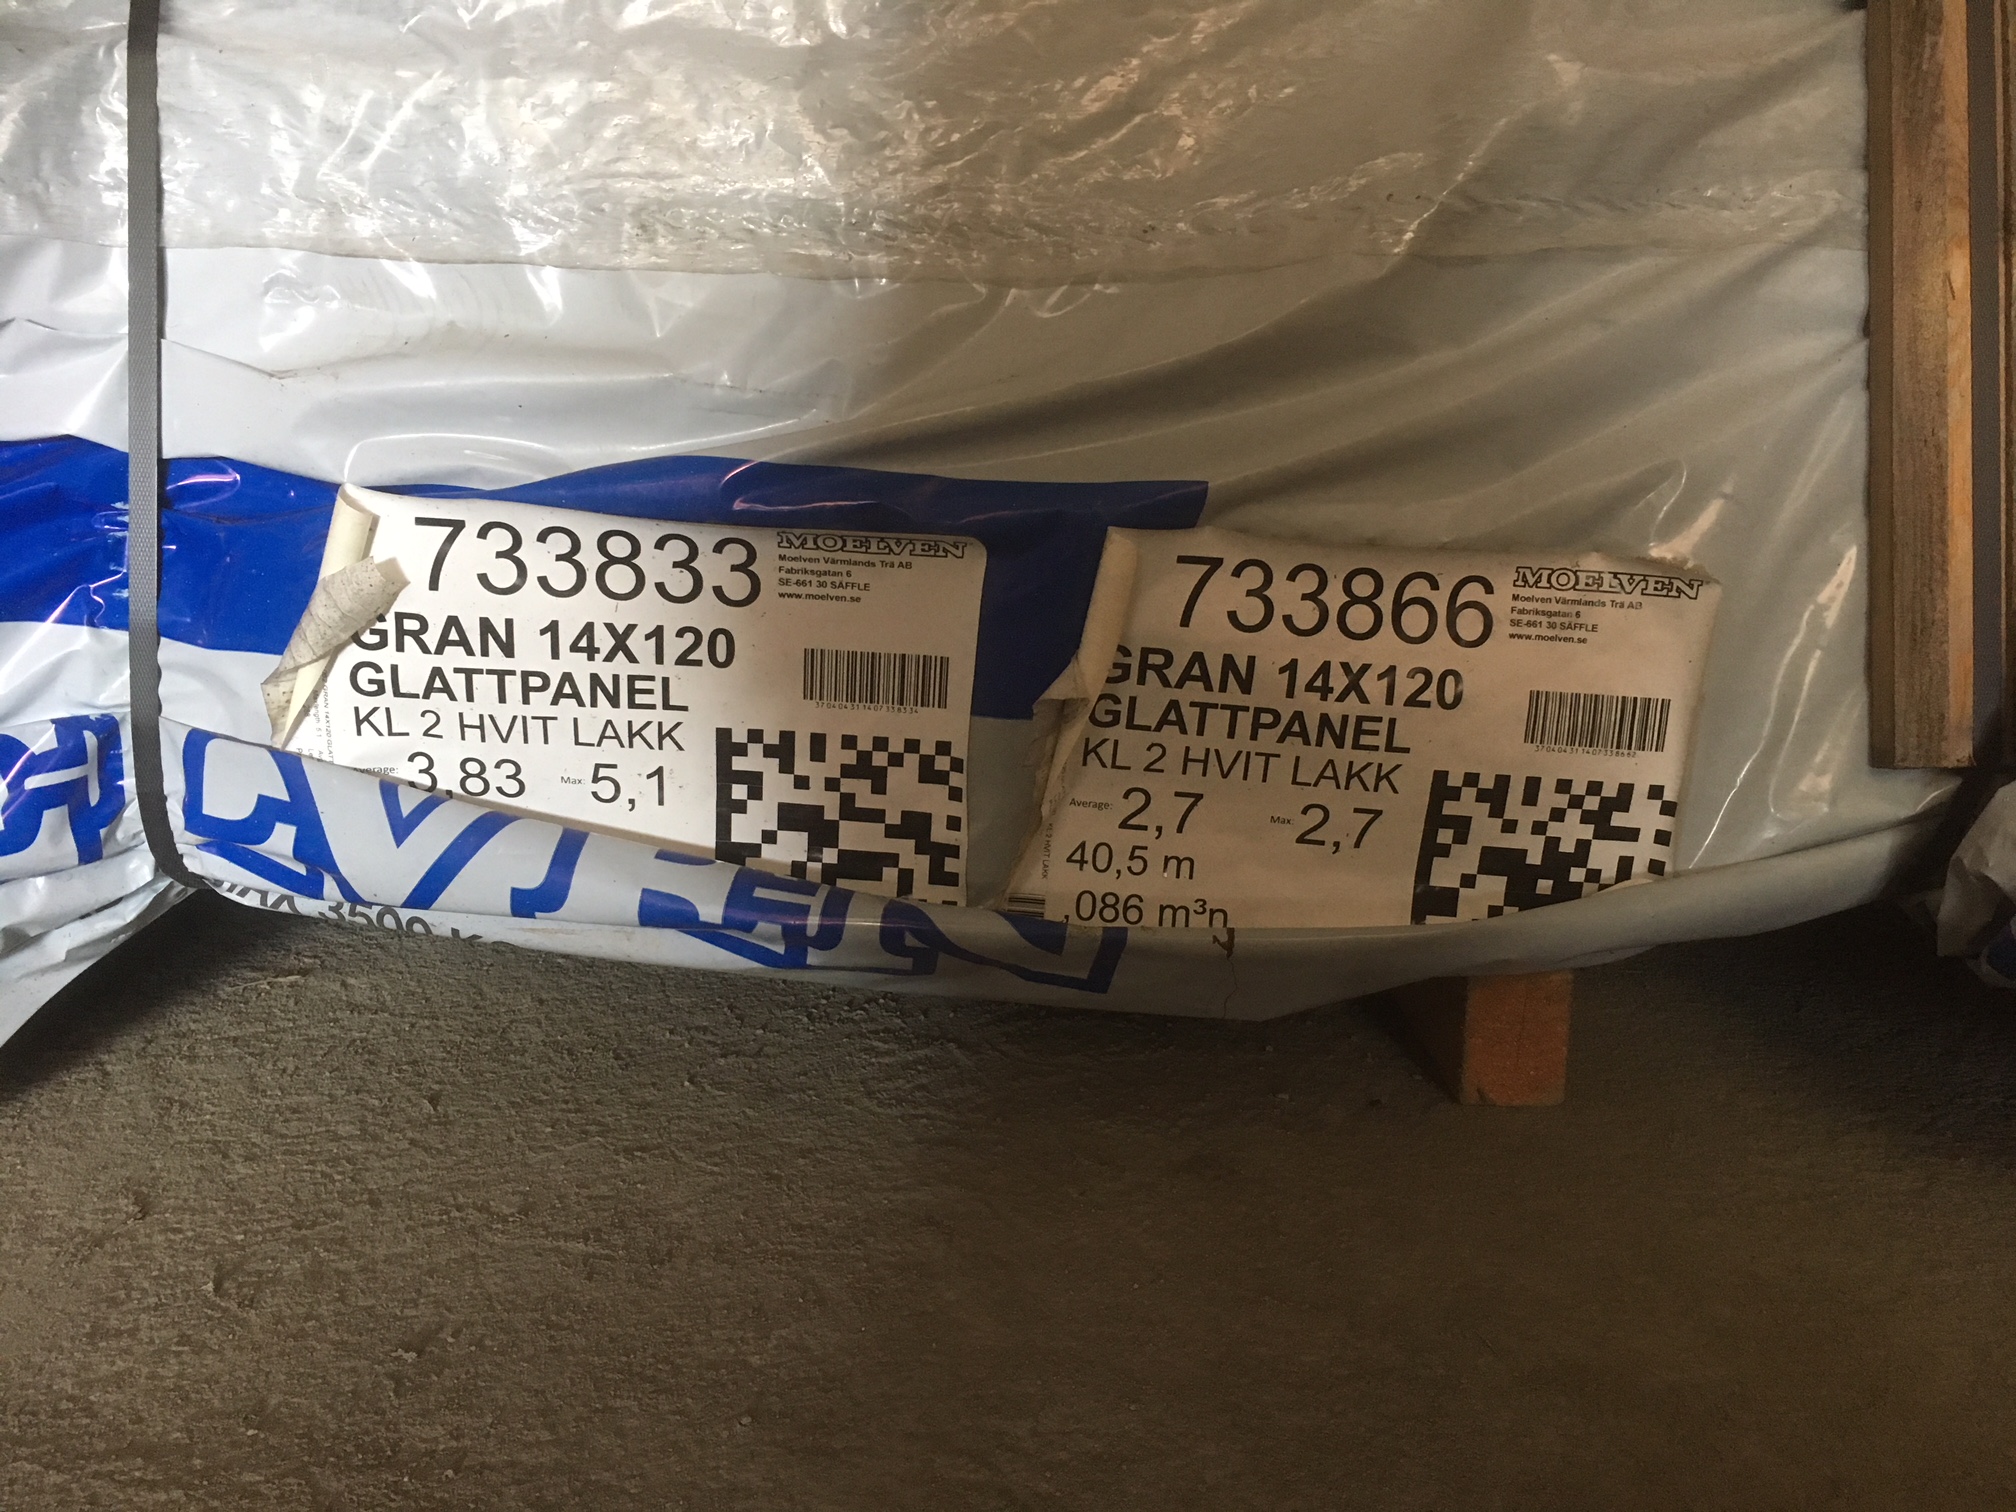 733833
MOELVEN
Moelven Värmlands Trä AB
Fabriksgatan 6
SE-661 30 SÄFFLE
www.moelven.se
GRAN 14X120
GLATTPANEL
KL 2 HVIT LAKK
Average: 3,83 Max: 5,1
733866
MOELVEN
Moelven Värmlands Trä AB
Fabriksgatan 6
SE-661 30 SÄFFLE
www.moelven.se
GRAN 14X120
GLATTPANEL
KL 2 HVIT LAKK
Average: 2,7 Max: 2,7
40,5 m
,086 m³n
MAX 3500 KG